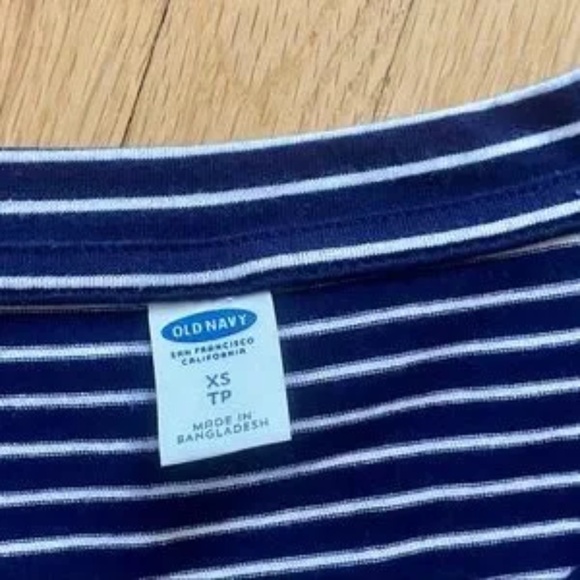 OLD NAVY
SAN FRANCISCO
CALIFORNIA
XS
TP
MADE IN
BANGLADESH